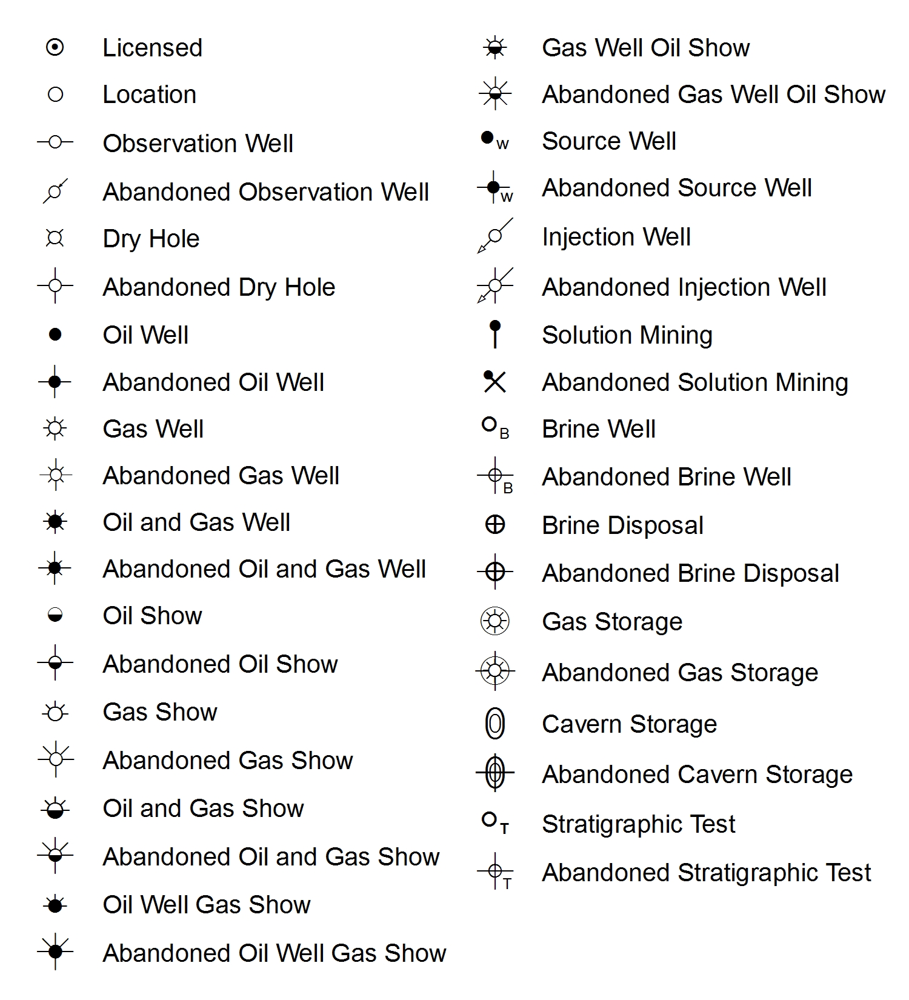 Licensed
Location
Observation Well
Abandoned Observation Well
Dry Hole
Abandoned Dry Hole
Oil Well
Abandoned Oil Well
Gas Well
Abandoned Gas Well
Oil and Gas Well
Abandoned Oil and Gas Well
Oil Show
Abandoned Oil Show
Gas Show
Abandoned Gas Show
Oil and Gas Show
Abandoned Oil and Gas Show
Oil Well Gas Show
Abandoned Oil Well Gas Show
Gas Well Oil Show
Abandoned Gas Well Oil Show
W Source Well
W Abandoned Source Well
Injection Well
Abandoned Injection Well
Solution Mining
Abandoned Solution Mining
B Brine Well
B Abandoned Brine Well
Brine Disposal
Abandoned Brine Disposal
Gas Storage
Abandoned Gas Storage
Cavern Storage
Abandoned Cavern Storage
T Stratigraphic Test
T Abandoned Stratigraphic Test